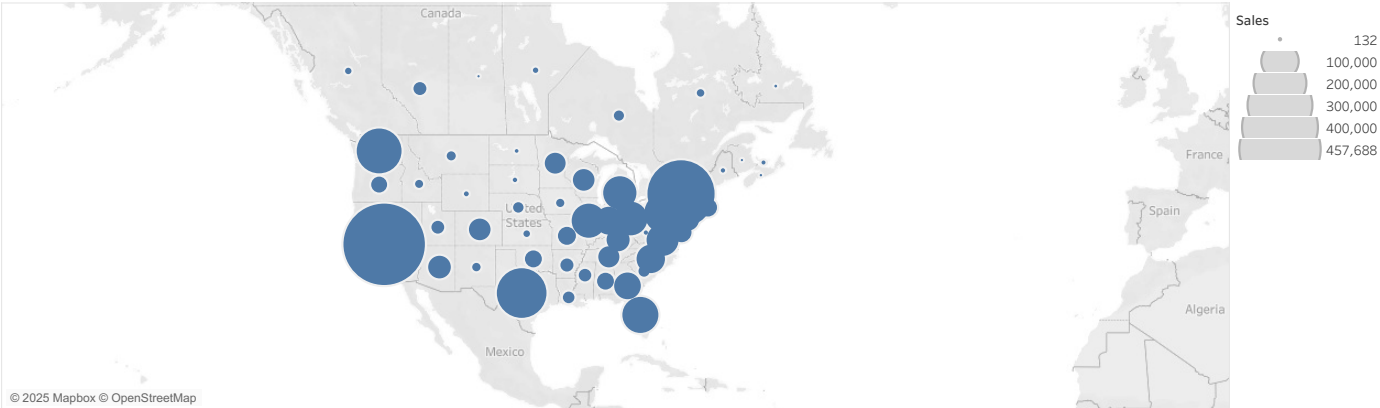 Canada
United
States
Mexico
France
Spain
Algeria
© 2025 Mapbox © OpenStreetMap
Sales
132
100,000
200,000
300,000
400,000
457,688